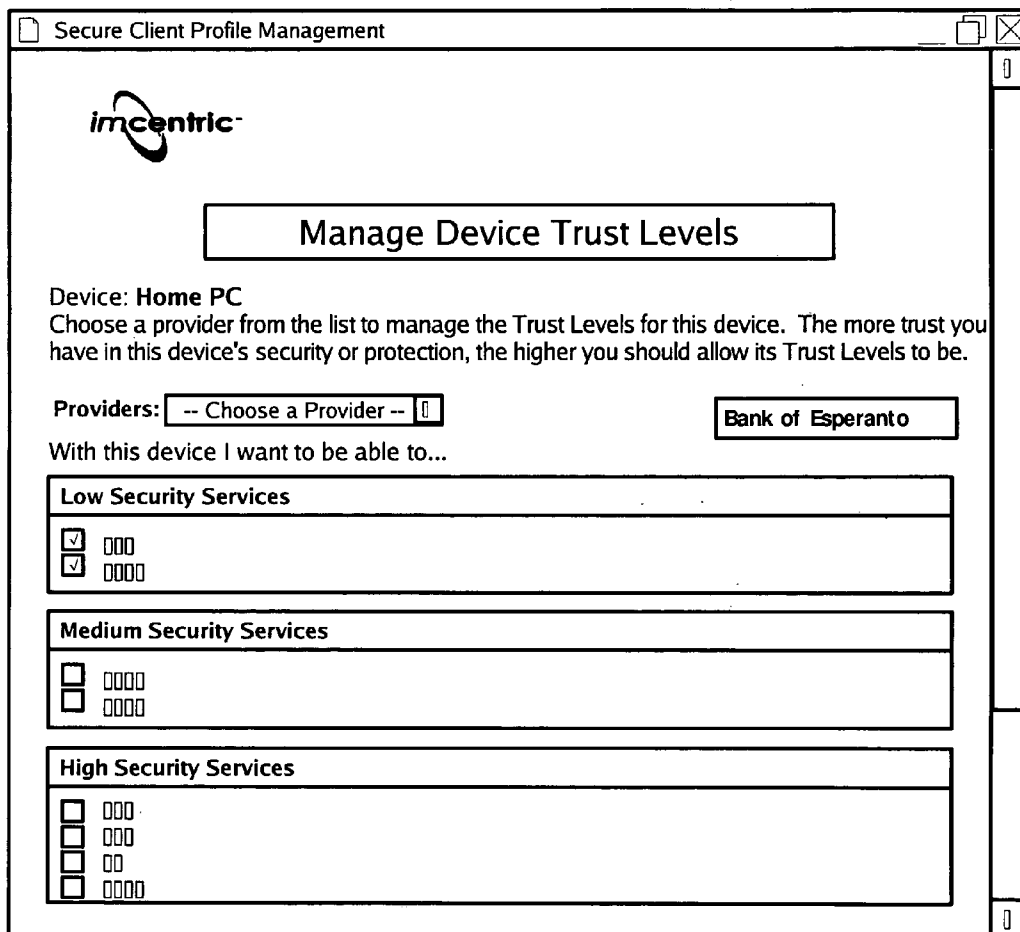 Secure Client Profile Management
imcentric
Manage Device Trust Levels
Device: Home PC
Choose a provider from the list to manage the Trust Levels for this device. The more trust you
have in this device's security or protection, the higher you should allow its Trust Levels to be.
Providers: -- Choose a Provider --
Bank of Esperanto
With this device I want to be able to...
Low Security Services
Medium Security Services
High Security Services